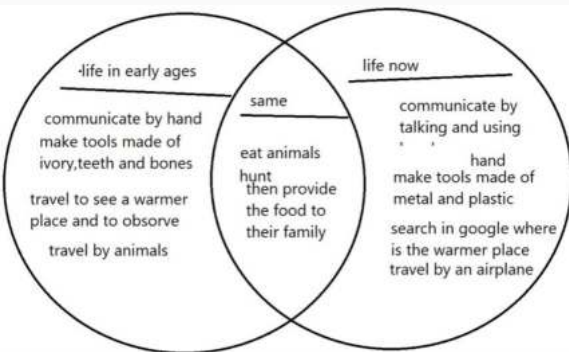 ·life in early ages
communicate by hand
make tools made of
ivory,teeth and bones
travel to see a warmer
place and to obsorve
travel by animals
same
eat animals
hunt
then provide
the food to
their family
life now
communicate by
talking and using
hand
make tools made of
metal and plastic
search in google where
is the warmer place
travel by an airplane